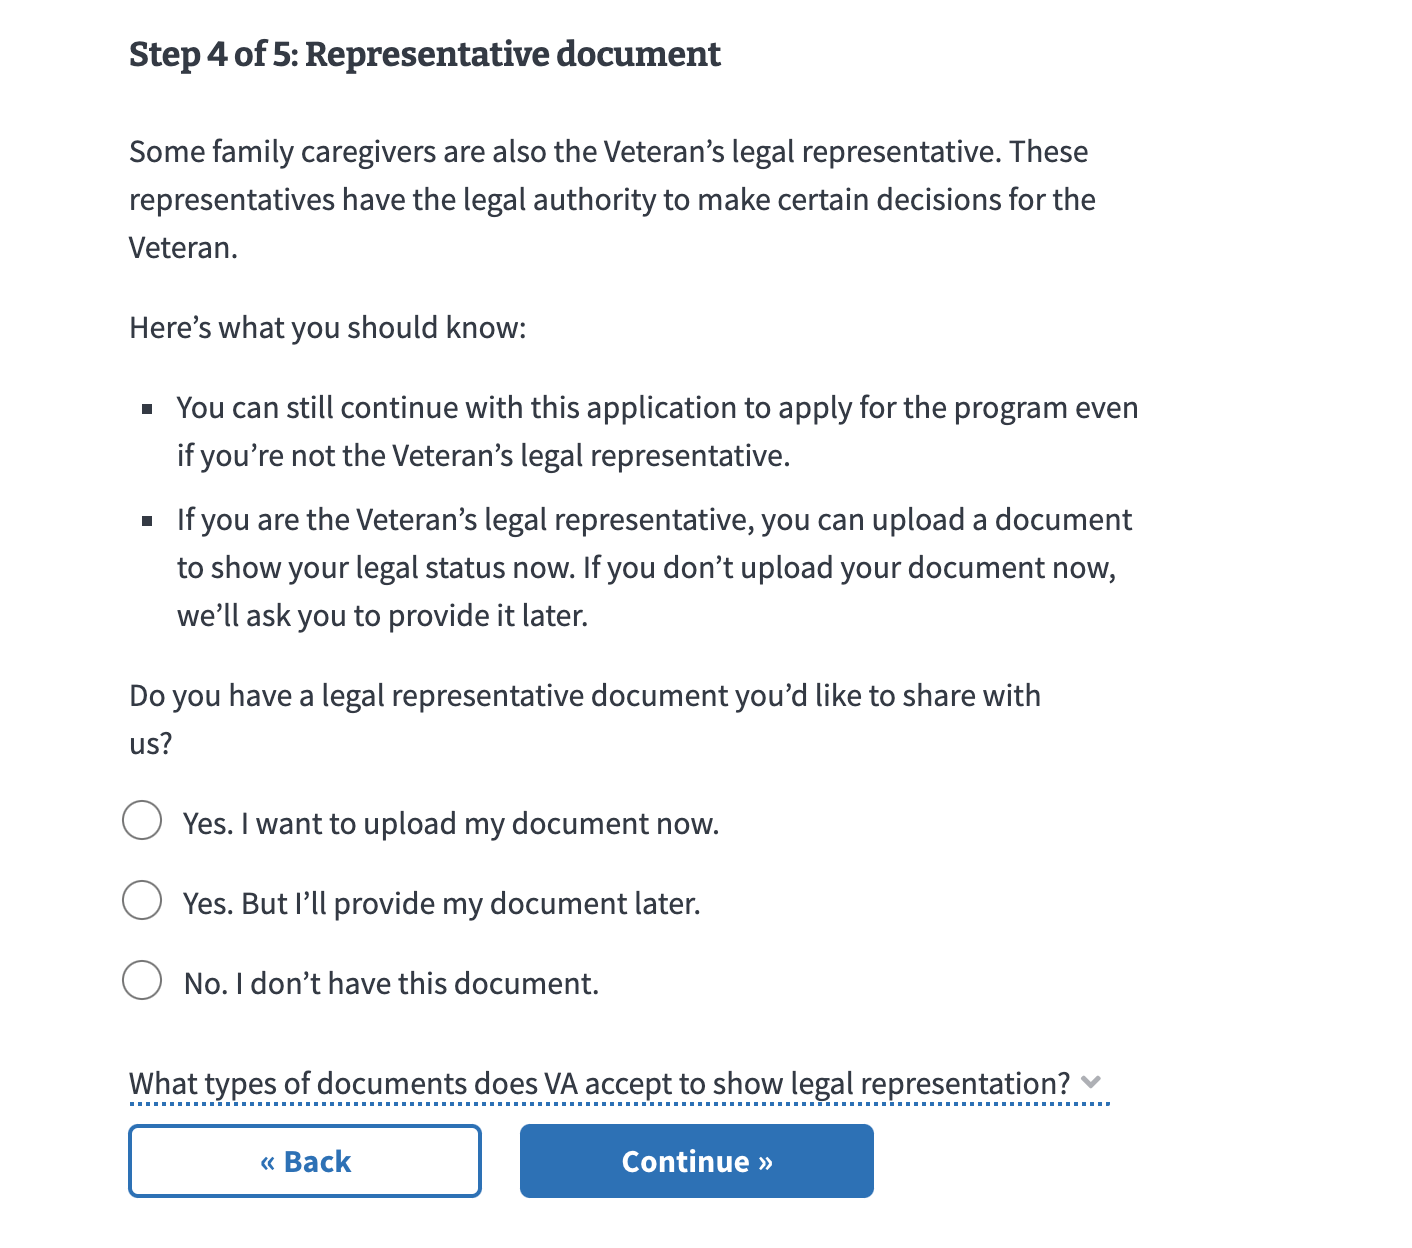 Step 4 of 5: Representative document
Some family caregivers are also the Veteran’s legal representative. These
representatives have the legal authority to make certain decisions for the
Veteran.
Here’s what you should know:
▪ You can still continue with this application to apply for the program even
if you’re not the Veteran’s legal representative.
▪ If you are the Veteran’s legal representative, you can upload a document
to show your legal status now. If you don’t upload your document now,
we’ll ask you to provide it later.
Do you have a legal representative document you’d like to share with
us?
Yes. I want to upload my document now.
Yes. But I’ll provide my document later.
No. I don’t have this document.
What types of documents does VA accept to show legal representation?
« Back
Continue »